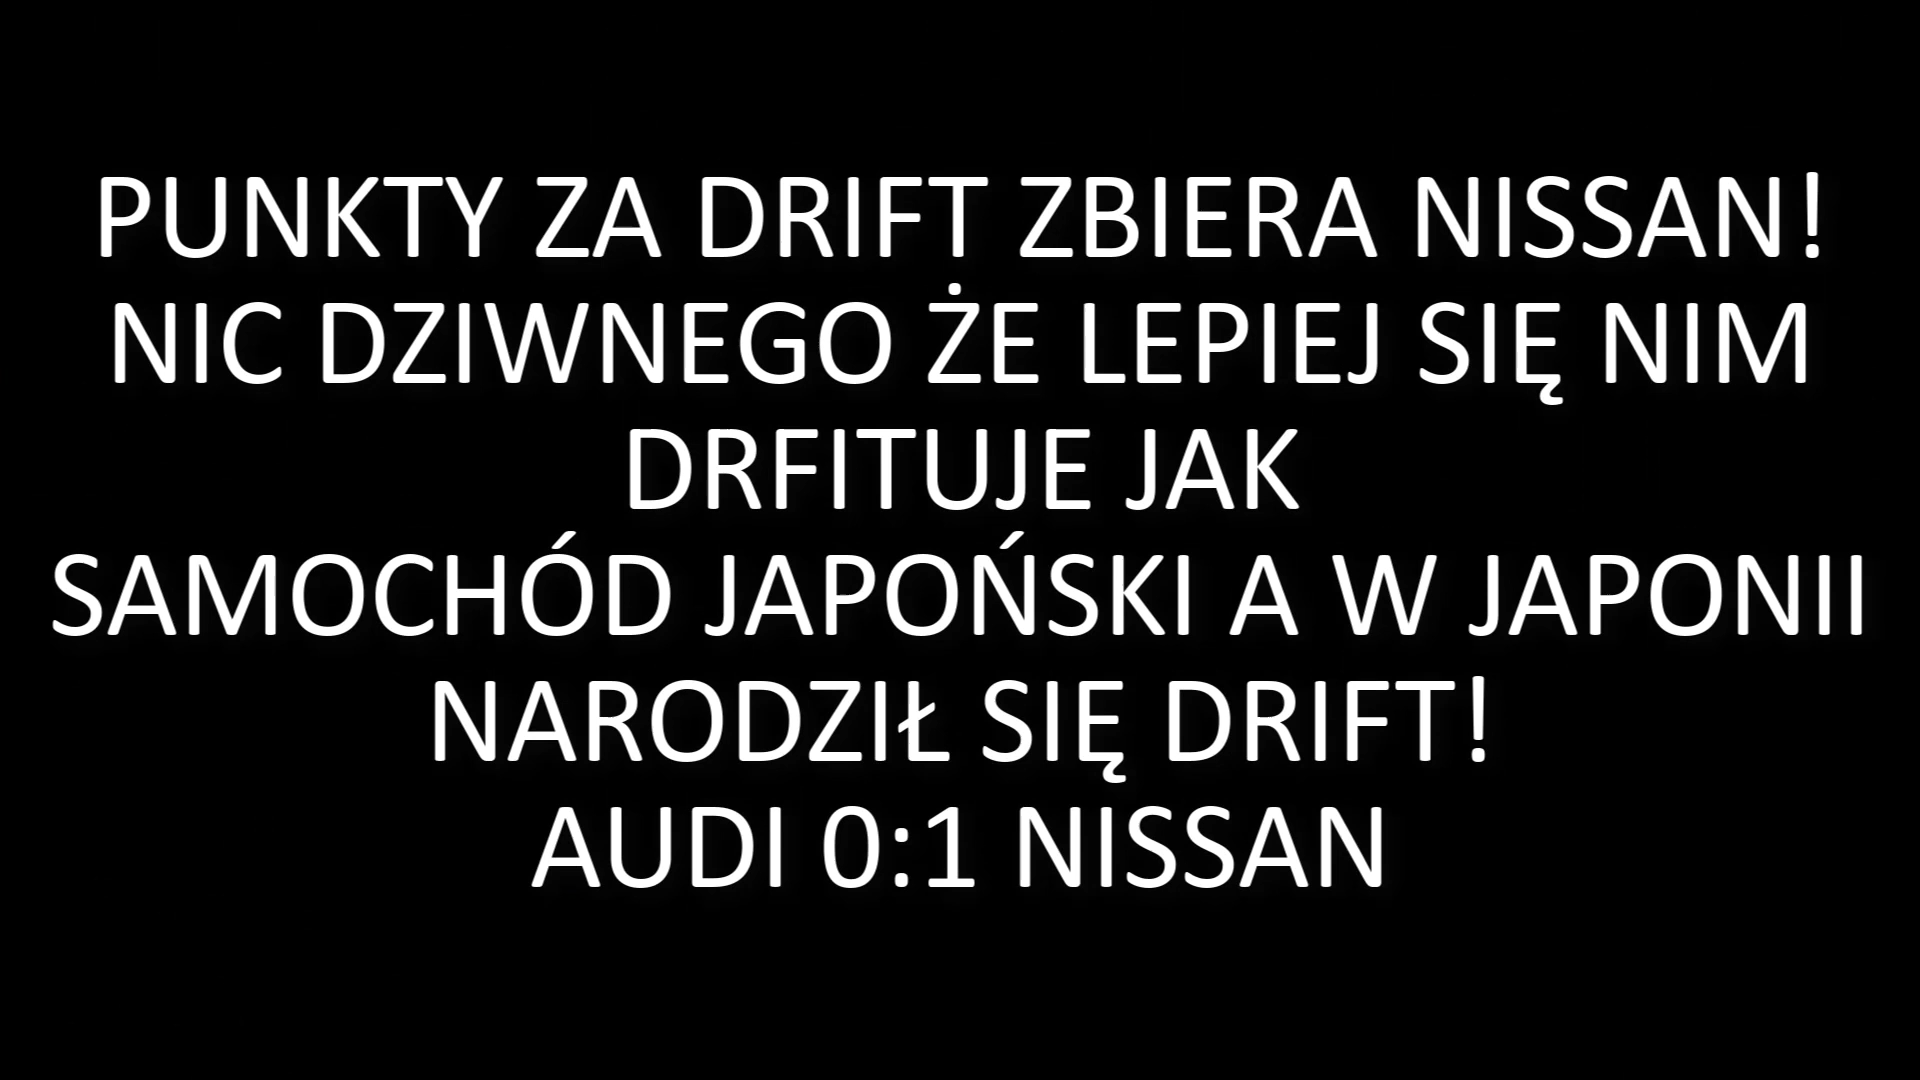 PUNKTY ZA DRIFT ZBIERA NISSAN!
NIC DZIWNEGO ŻE LEPIEJ SIĘ NIM
DRFITUJE JAK
SAMOCHÓD JAPOŃSKI A W JAPONII
NARODZIŁ SIĘ DRIFT!
AUDI 0:1 NISSAN